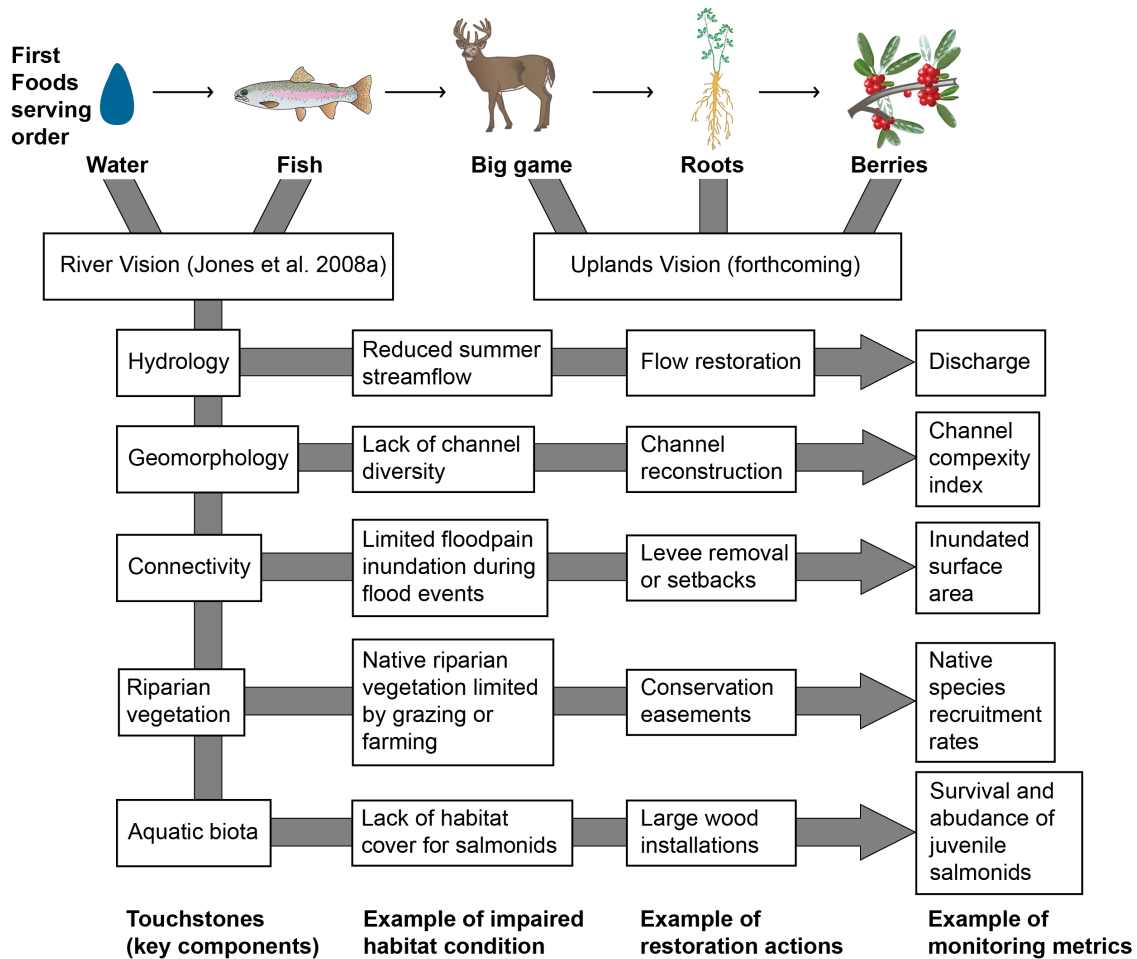 First
Foods
serving
order
Water
Fish
Big game
Roots
Berries
River Vision (Jones et al. 2008a)
Uplands Vision (forthcoming)
Hydrology
Reduced summer
streamflow
Flow restoration
Discharge
Geomorphology
Lack of channel
diversity
Channel
reconstruction
Channel
compexity
index
Connectivity
Limited floodpain
inundation during
flood events
Levee removal
or setbacks
Inundated
surface
area
Riparian
vegetation
Native riparian
vegetation limited
by grazing or
farming
Conservation
easements
Native
species
recruitment
rates
Aquatic biota
Lack of habitat
cover for salmonids
Large wood
installations
Survival and
abudance of
juvenile
salmonids
Touchstones
(key components)
Example of impaired
habitat condition
Example of
restoration actions
Example of
monitoring metrics